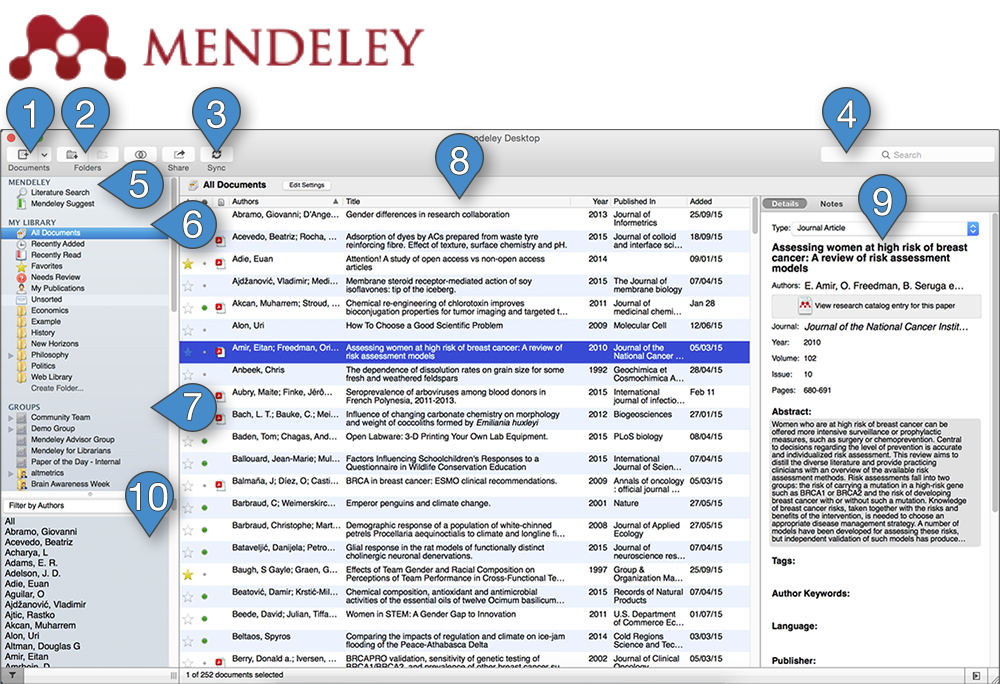 MENDELEY
1
2
3
4
Mendeley Desktop
Documents
Folders
Share
Sync
Search
5
MENDELEY
Literature Search
Mendeley Suggest
6
MY LIBRARY
All Documents
Recently Added
Recently Read
Favorites
Needs Review
My Publications
Unsorted
Economics
Example
History
New Horizons
Philosophy
Politics
Web Library
Create Folder...
7
GROUPS
Community Team
Demo Group
Mendeley Advisor Group
Mendeley for Librarians
Paper of the Day - Internal
altmetrics
Brain Awareness Week
10
Filter by Authors
All
Abramo, Giovanni
Acevedo, Beatriz
Acharya, L
Adams, E. R.
Adelson, J. D.
Adie, Euan
Aguilar, O
Ajdžanović, Vladimir
Ajtic, Rastko
Akcan, Muharrem
Alon, Uri
Altman, Douglas G
Amir, Eitan
8
All Documents Edit Settings
Authors Title Year Published In Added
Abramo, Giovanni; D'Ange... Gender differences in research collaboration 2013 Journal of Informetrics 25/09/15
Acevedo, Beatriz; Rocha, ... Adsorption of dyes by ACs prepared from waste tyre reinforcing fibre. Effect of texture, surface chemistry and pH. 2015 Journal of colloid and interface sci... 18/09/15
Adie, Euan Attention! A study of open access vs non-open access articles 2014 09/01/15
Ajdžanović, Vladimir; Medi... Membrane steroid receptor-mediated action of soy isoflavones: tip of the iceberg. 2015 The Journal of membrane biology 07/04/15
Akcan, Muharrem; Stroud, ... Chemical re-engineering of chlorotoxin improves bioconjugation properties for tumor imaging and targeted t... 2011 Journal of medicinal chemi... Jan 28
Alon, Uri How To Choose a Good Scientific Problem 2009 Molecular Cell 12/06/15
Amir, Eitan; Freedman, Ori... Assessing women at high risk of breast cancer: A review of risk assessment models 2010 Journal of the National Cancer ... 05/03/15
Anbeek, Chris The dependence of dissolution rates on grain size for some fresh and weathered feldspars 1992 Geochimica et Cosmochimica A... 28/04/15
Aubry, Maite; Finke, Jérô... Seroprevalence of arboviruses among blood donors in French Polynesia, 2011-2013. 2015 International journal of infectio... Feb 11
Bach, L. T.; Bauke, C.; Mei... Influence of changing carbonate chemistry on morphology and weight of coccoliths formed by Emiliania huxleyi 2012 Biogeosciences 27/01/15
Baden, Tom; Chagas, And... Open Labware: 3-D Printing Your Own Lab Equipment. 2015 PLoS biology 08/04/15
Ballouard, Jean-Marie; Mul... Factors Influencing Schoolchildren's Responses to a Questionnaire in Wildlife Conservation Education 2015 International Journal of Scien... 07/04/15
Balmaña, J; Díez, O; Casti... BRCA in breast cancer: ESMO clinical recommendations. 2009 Annals of oncology : official journal ... 05/03/15
Barbraud, C; Weimerskirc... Emperor penguins and climate change. 2001 Nature 27/05/15
Barbraud, Christophe; Mart... Demographic response of a population of white-chinned petrels Procellaria aequinoctialis to climate and longline fi... 2008 Journal of Applied Ecology 27/05/15
Bataveljić, Danijela; Petro... Glial response in the rat models of functionally distinct cholinergic neuronal denervations. 2015 Journal of neuroscience res... 07/04/15
Baugh, S Gayle; Graen, G... Effects of Team Gender and Racial Composition on Perceptions of Team Performance in Cross-Functional Te... 1997 Group & Organization Ma... 25/09/15
Beatović, Damir; Krstić-Mil... Chemical composition, antioxidant and antimicrobial activities of the essential oils of twelve Ocimum basilicum... 2015 Records of Natural Products 07/04/15
Beede, David; Julian, Tiffa... Women in STEM: A Gender Gap to Innovation 2011 U.S. Department of Commerce Ec... 01/07/15
Beltaos, Spyros Comparing the impacts of regulation and climate on ice-jam flooding of the Peace-Athabasca Delta 2014 Cold Regions Science and Tec... 03/03/15
Berry, Donald a.; Iversen, ... BRCAPRO validation, sensitivity of genetic testing of 2002 Journal of Clinical 05/03/15
1 of 252 documents selected
9
Details Notes
Type: Journal Article
Assessing women at high risk of breast
cancer: A review of risk assessment
models
Authors: E. Amir, O. Freedman, B. Seruga e...
View research catalog entry for this paper
Journal: Journal of the National Cancer Instit...
Year: 2010
Volume: 102
Issue: 10
Pages: 680-691
Abstract:
Women who are at high risk of breast cancer can be
offered more intensive surveillance or prophylactic
measures, such as surgery or chemoprevention. Central
to decisions regarding the level of prevention is accurate
and individualized risk assessment. This review aims to
distill the diverse literature and provide practicing
clinicians with an overview of the available risk
assessment methods. Risk assessments fall into two
groups: the risk of carrying a mutation in a high-risk gene
such as BRCA1 or BRCA2 and the risk of developing
breast cancer with or without such a mutation. Knowledge
of breast cancer risks, taken together with the risks and
benefits of the intervention, is needed to choose an
appropriate disease management strategy. A number of
models have been developed for assessing these risks,
but independent validation of such models has produce...
Tags:
Author Keywords:
Language:
Publisher: